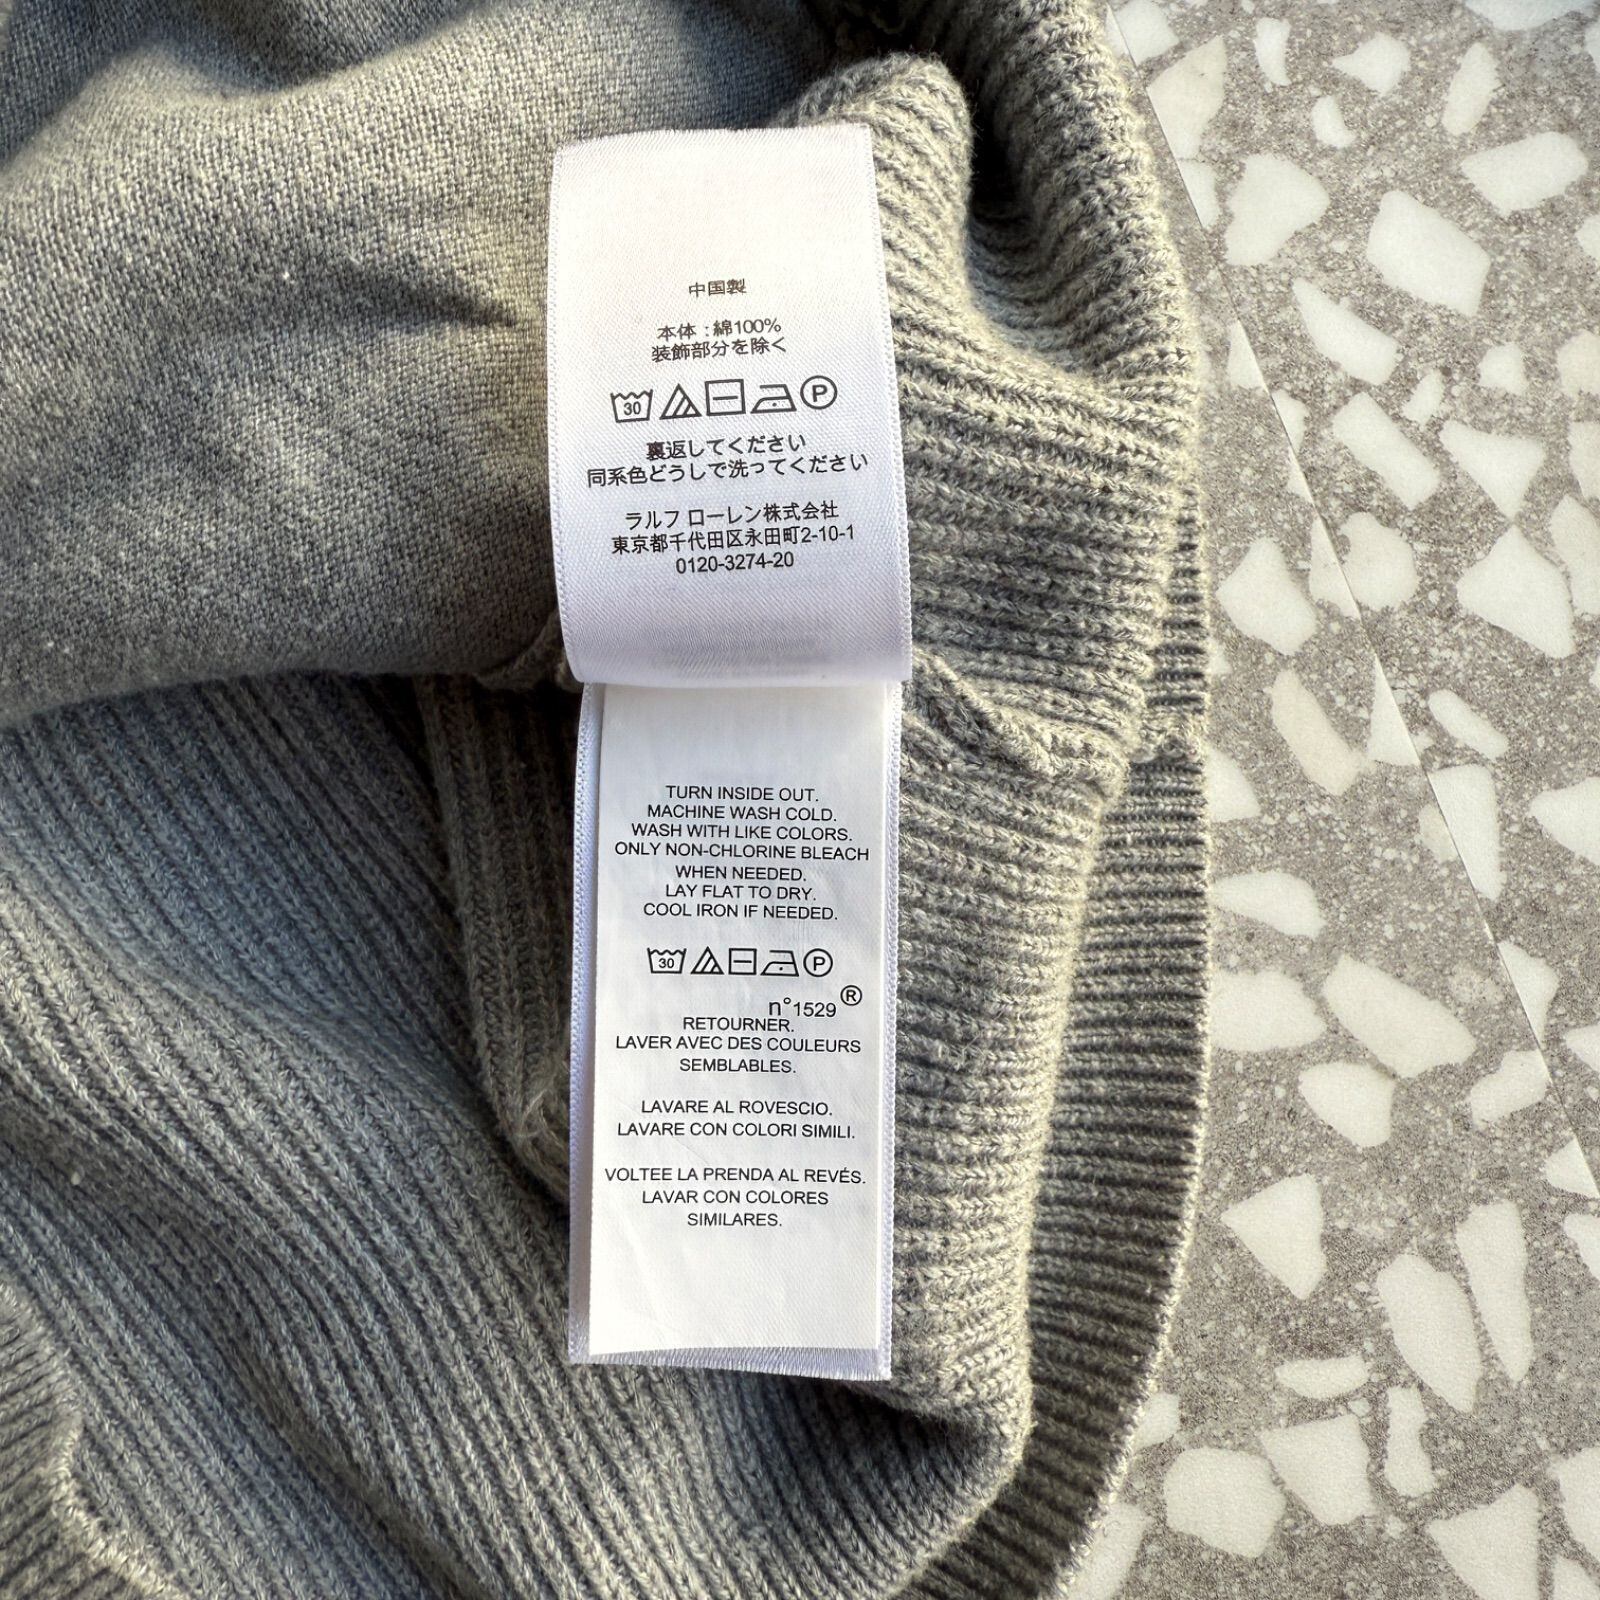 中国製
本体：綿100%
装飾部分を除く
30 P
裏返してください
同系色どうしで洗ってください
ラルフ ローレン株式会社
東京都千代田区永田町2-10-1
0120-3274-20
TURN INSIDE OUT.
MACHINE WASH COLD.
WASH WITH LIKE COLORS.
ONLY NON-CHLORINE BLEACH
WHEN NEEDED.
LAY FLAT TO DRY.
COOL IRON IF NEEDED.
30 P
n°1529 ®
RETOURNER.
LAVER AVEC DES COULEURS
SEMBLABLES.
LAVARE AL ROVESCIO.
LAVARE CON COLORI SIMILI.
VOLTEE LA PRENDA AL REVÉS.
LAVAR CON COLORES
SIMILARES.